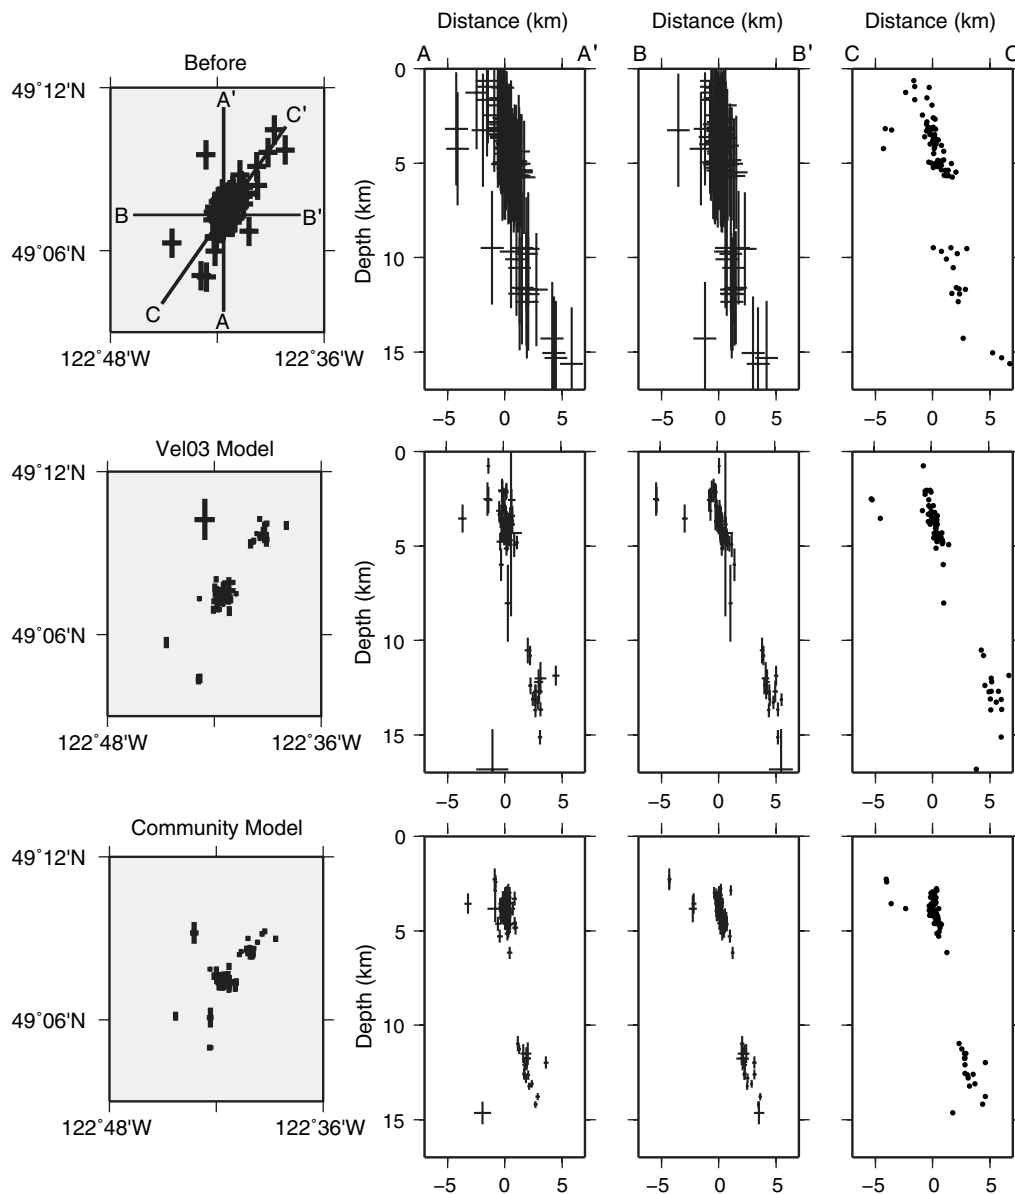 Distance (km)
Distance (km)
Distance (km)
A
A'
B
B'
C
C
Before
49˚12'N
49˚06'N
122˚48'W
122˚36'W
A'
C'
B
B'
C
A
Depth (km)
0
5
10
15
−5
0
5
−5
0
5
−5
0
5
Vel03 Model
49˚12'N
49˚06'N
122˚48'W
122˚36'W
Depth (km)
0
5
10
15
−5
0
5
−5
0
5
−5
0
5
Community Model
49˚12'N
49˚06'N
122˚48'W
122˚36'W
Depth (km)
0
5
10
15
−5
0
5
−5
0
5
−5
0
5